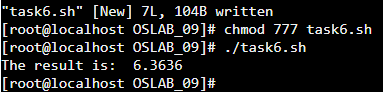 "task6.sh" [New] 7L, 104B written
[root@localhost OSLAB_09]# chmod 777 task6.sh
[root@localhost OSLAB_09]# ./task6.sh
The result is:  6.3636
[root@localhost OSLAB_09]#